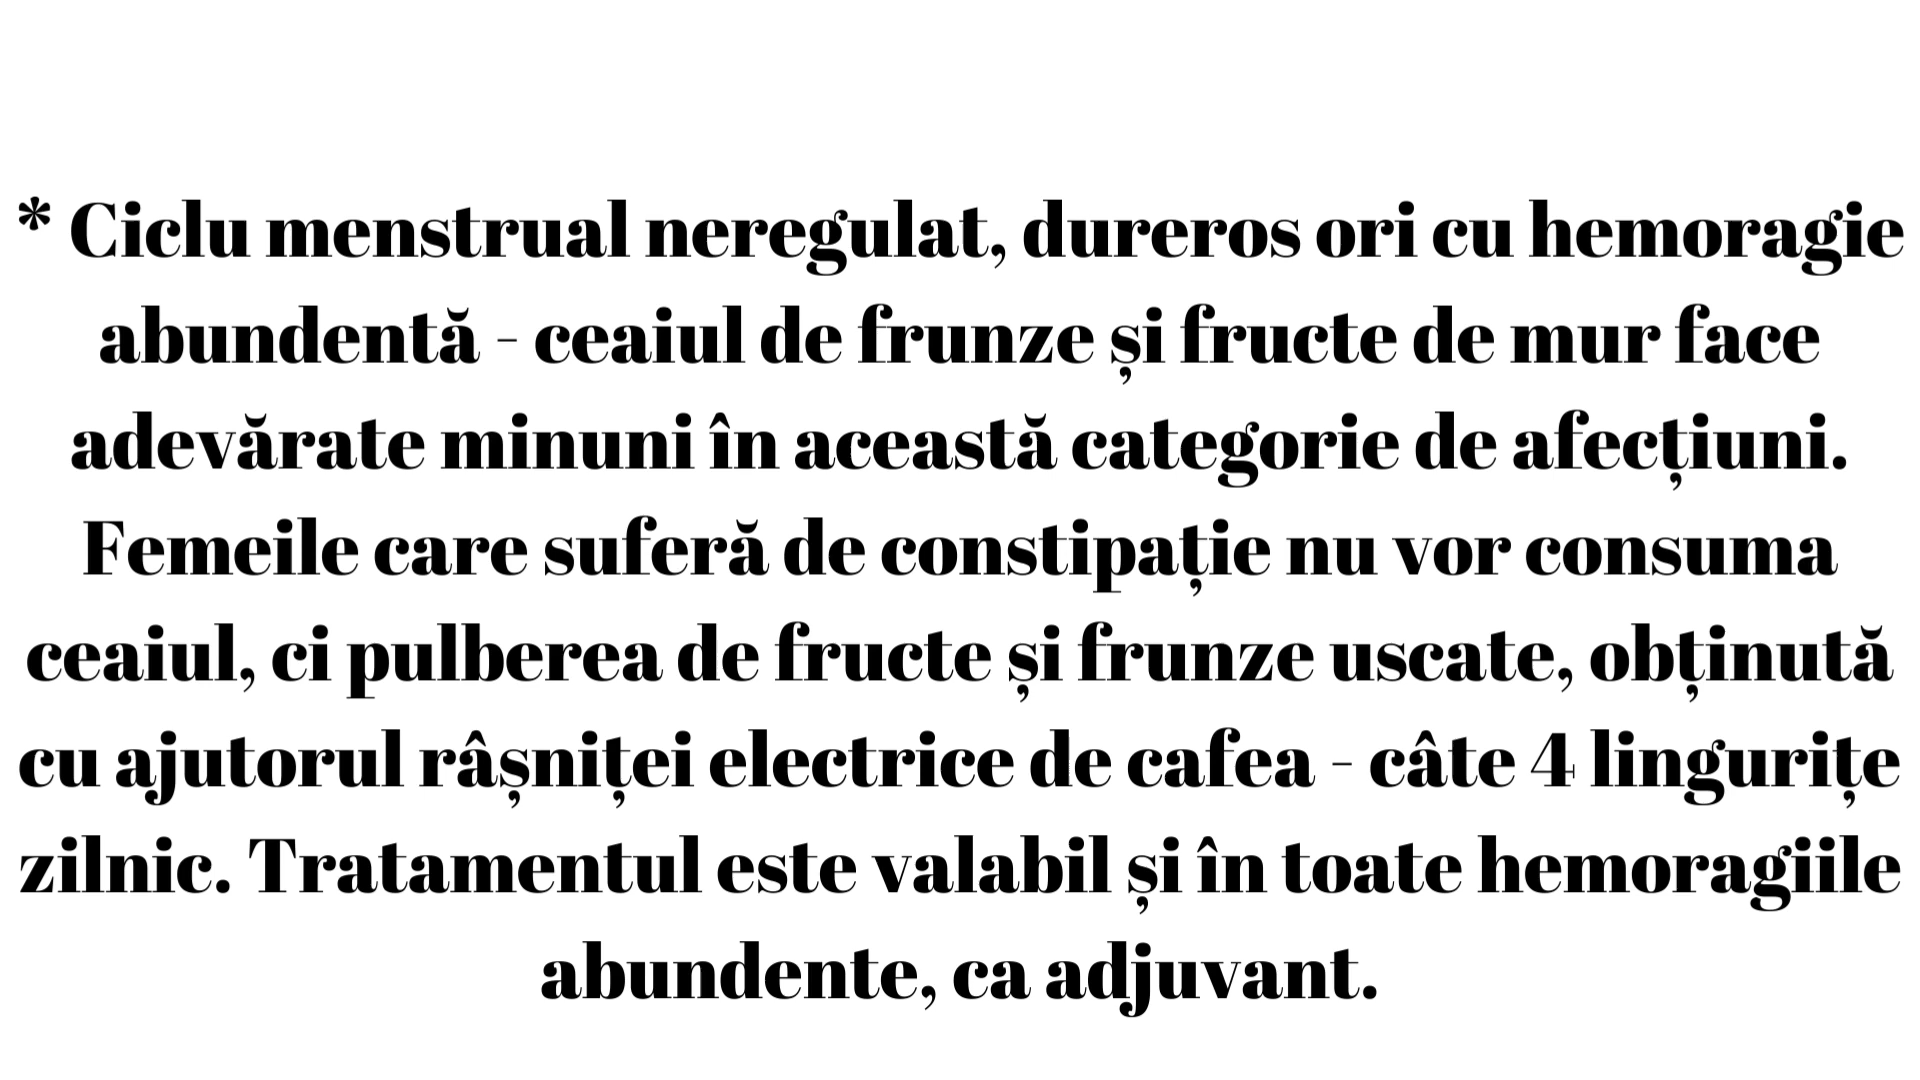 * Ciclu menstrual neregulat, dureros ori cu hemoragie
abundentă - ceaiul de frunze și fructe de mur face
adevărate minuni în această categorie de afecțiuni.
Femeile care suferă de constipație nu vor consuma
ceaiul, ci pulberea de fructe și frunze uscate, obținută
cu ajutorul râșniței electrice de cafea - câte 4 lingurițe
zilnic. Tratamentul este valabil și în toate hemoragiile
abundente, ca adjuvant.